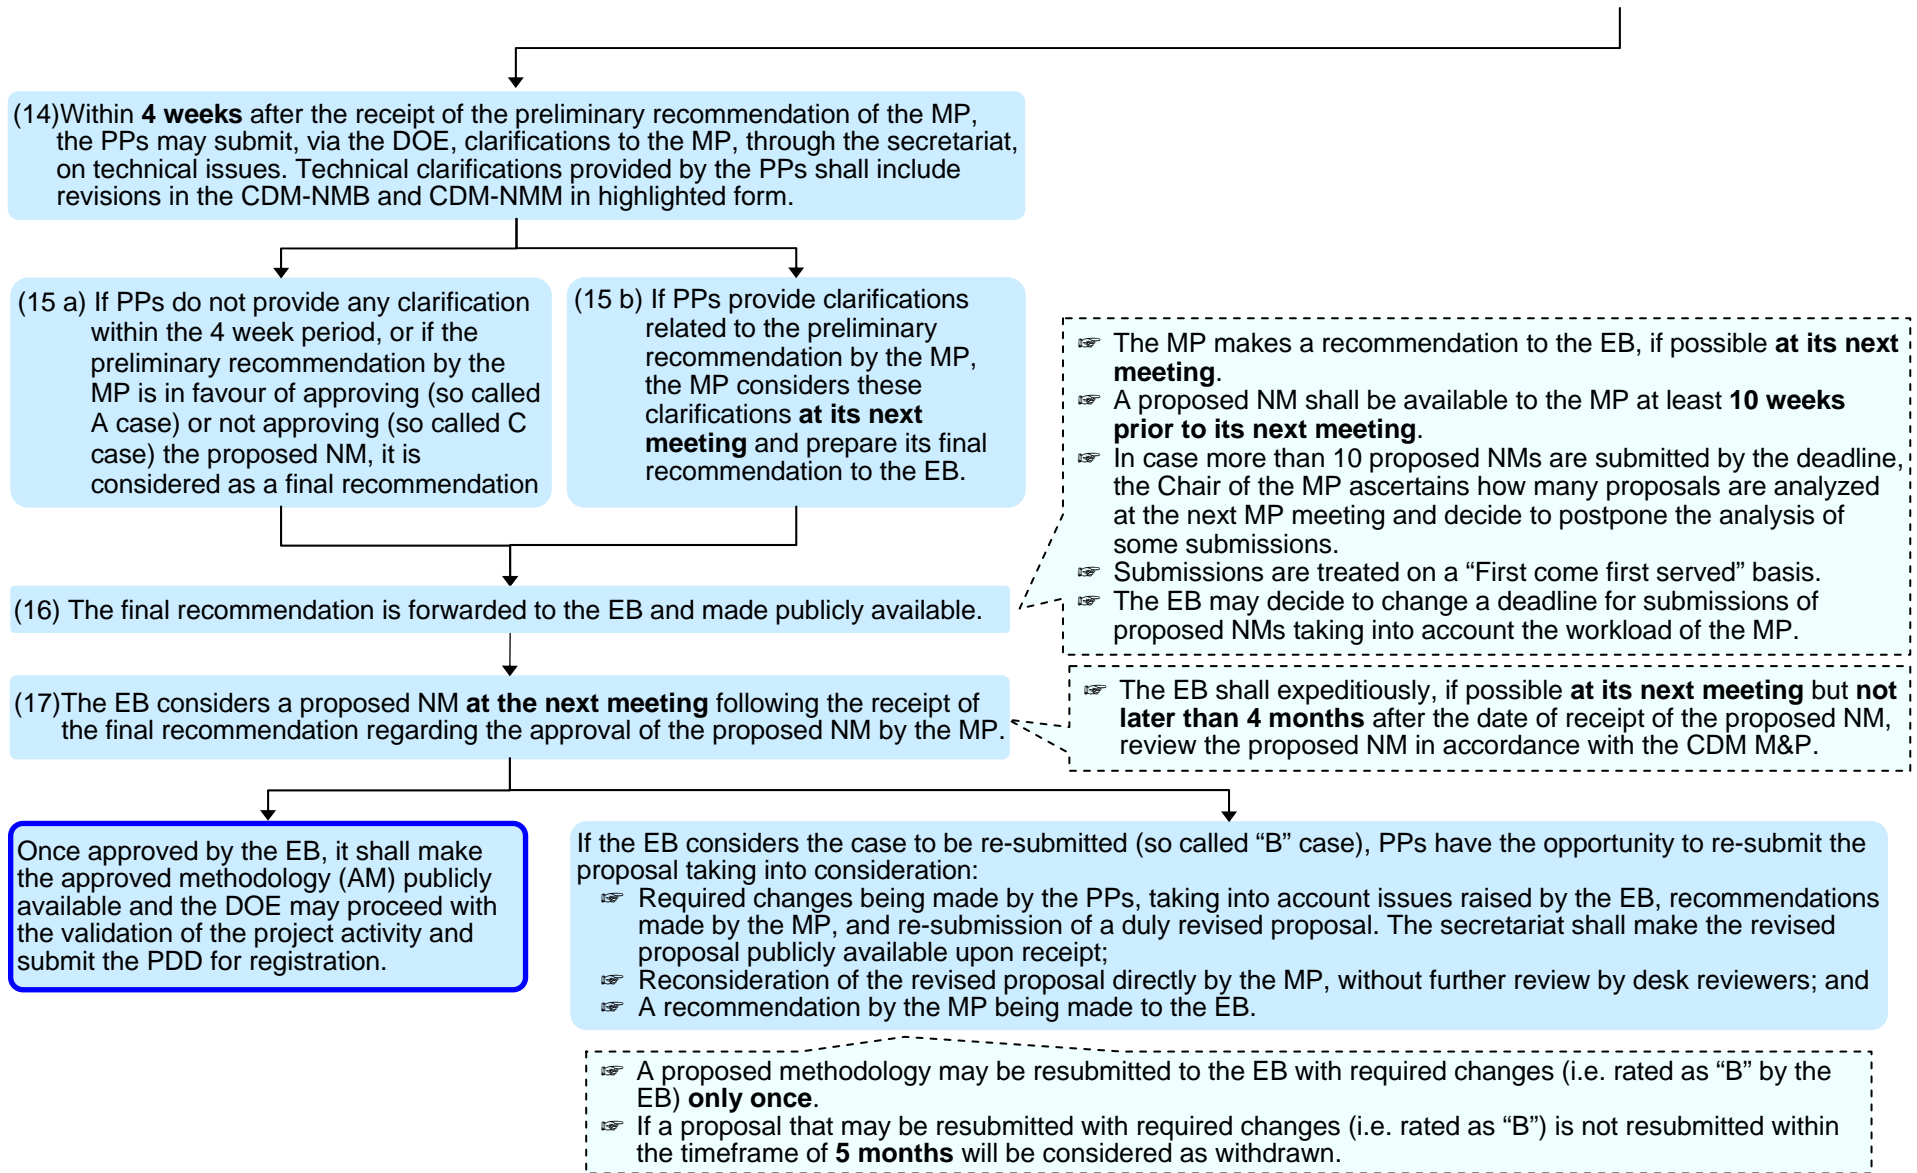 (14)Within 4 weeks after the receipt of the preliminary recommendation of the MP,
the PPs may submit, via the DOE, clarifications to the MP, through the secretariat,
on technical issues. Technical clarifications provided by the PPs shall include
revisions in the CDM-NMB and CDM-NMM in highlighted form.
(15 a) If PPs do not provide any clarification
within the 4 week period, or if the
preliminary recommendation by the
MP is in favour of approving (so called
A case) or not approving (so called C
case) the proposed NM, it is
considered as a final recommendation
(15 b) If PPs provide clarifications
related to the preliminary
recommendation by the MP,
the MP considers these
clarifications at its next
meeting and prepare its final
recommendation to the EB.
☞ The MP makes a recommendation to the EB, if possible at its next
meeting.
☞ A proposed NM shall be available to the MP at least 10 weeks
prior to its next meeting.
☞ In case more than 10 proposed NMs are submitted by the deadline,
the Chair of the MP ascertains how many proposals are analyzed
at the next MP meeting and decide to postpone the analysis of
some submissions.
☞ Submissions are treated on a “First come first served” basis.
☞ The EB may decide to change a deadline for submissions of
proposed NMs taking into account the workload of the MP.
(16) The final recommendation is forwarded to the EB and made publicly available.
(17)The EB considers a proposed NM at the next meeting following the receipt of
the final recommendation regarding the approval of the proposed NM by the MP.
☞ The EB shall expeditiously, if possible at its next meeting but not
later than 4 months after the date of receipt of the proposed NM,
review the proposed NM in accordance with the CDM M&P.
Once approved by the EB, it shall make
the approved methodology (AM) publicly
available and the DOE may proceed with
the validation of the project activity and
submit the PDD for registration.
If the EB considers the case to be re-submitted (so called “B” case), PPs have the opportunity to re-submit the
proposal taking into consideration:
☞ Required changes being made by the PPs, taking into account issues raised by the EB, recommendations
made by the MP, and re-submission of a duly revised proposal. The secretariat shall make the revised
proposal publicly available upon receipt;
☞ Reconsideration of the revised proposal directly by the MP, without further review by desk reviewers; and
☞ A recommendation by the MP being made to the EB.
☞ A proposed methodology may be resubmitted to the EB with required changes (i.e. rated as “B” by the
EB) only once.
☞ If a proposal that may be resubmitted with required changes (i.e. rated as “B”) is not resubmitted within
the timeframe of 5 months will be considered as withdrawn.